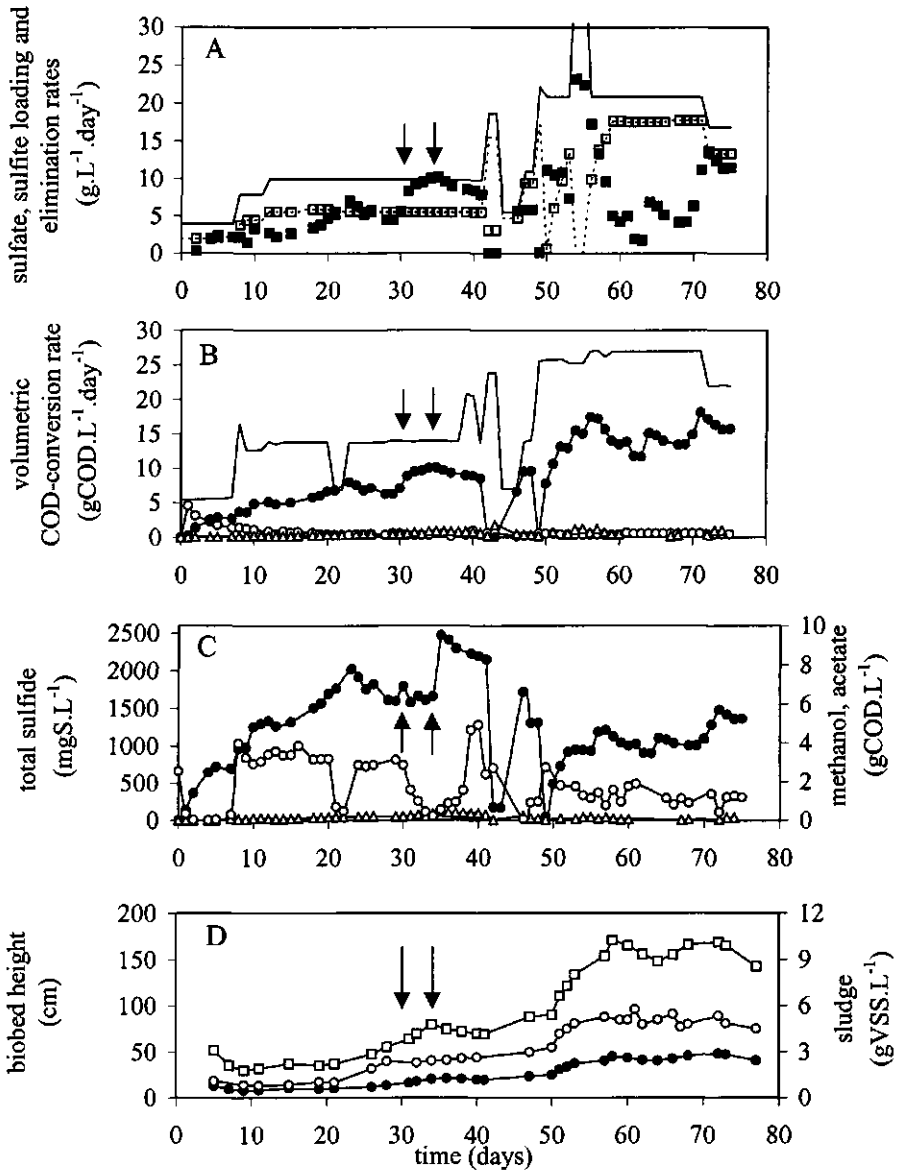 sulfate, sulfite loading and
elimination rates
(g.L⁻¹.day⁻¹)
A
30
25
20
15
10
5
0
0 10 20 30 40 50 60 70 80
volumetric
COD-conversion rate
(gCOD.L⁻¹.day⁻¹)
B
30
25
20
15
10
5
0
0 10 20 30 40 50 60 70 80
total sulfide
(mgS.L⁻¹)
C
2500
2000
1500
1000
500
0
10
8
6
4
2
0
methanol, acetate
(gCOD.L⁻¹)
0 10 20 30 40 50 60 70 80
biobed height
(cm)
D
200
150
100
50
0
12
9
6
3
0
sludge
(gVSS.L⁻¹)
0 10 20 30 40 50 60 70 80
time (days)